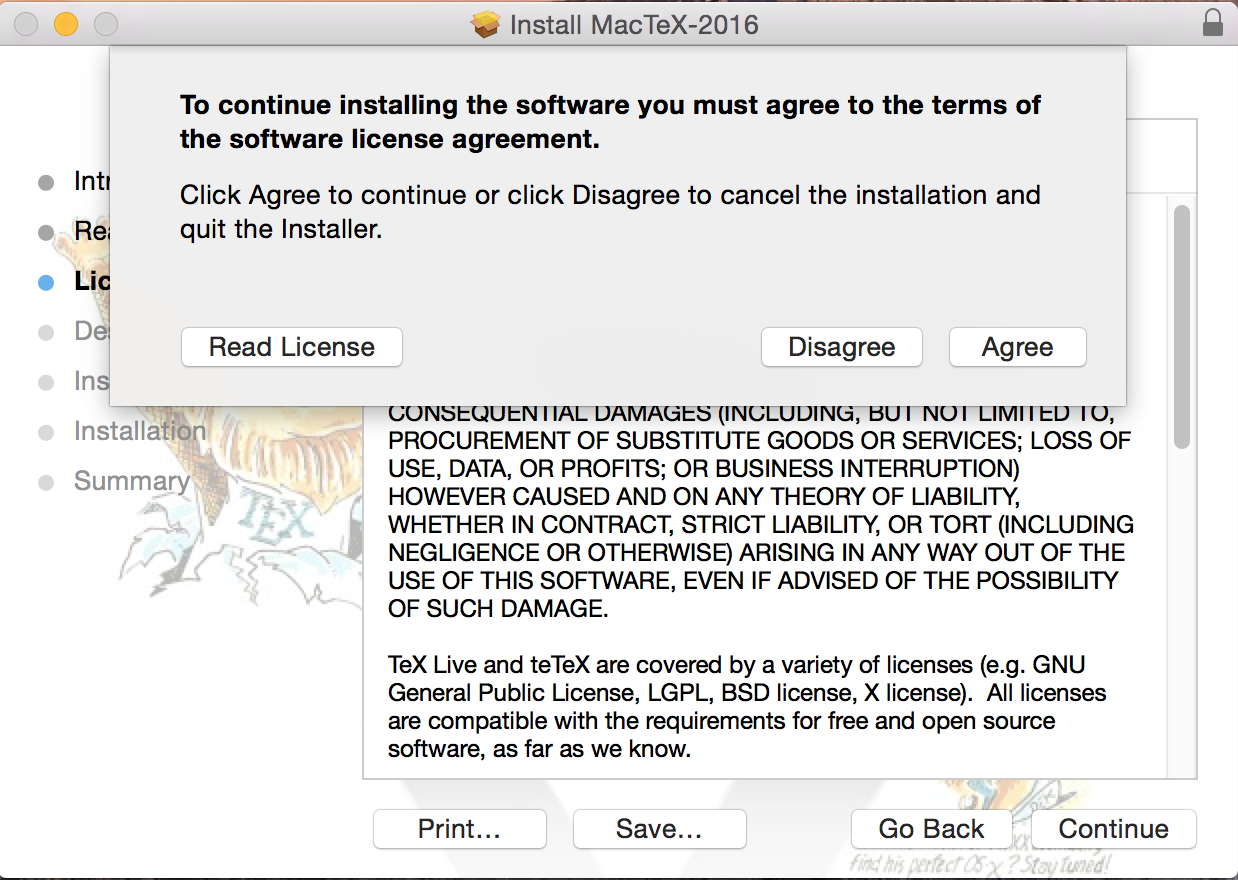 Install MacTeX-2016
To continue installing the software you must agree to the terms of
the software license agreement.
Click Agree to continue or click Disagree to cancel the installation and
quit the Installer.
Read License
Disagree
Agree
Intr
Rea
Lic
Des
Ins
Installation
Summary
TEX
CONSEQUENTIAL DAMAGES (INCLUDING, BUT NOT LIMITED TO,
PROCUREMENT OF SUBSTITUTE GOODS OR SERVICES; LOSS OF
USE, DATA, OR PROFITS; OR BUSINESS INTERRUPTION)
HOWEVER CAUSED AND ON ANY THEORY OF LIABILITY,
WHETHER IN CONTRACT, STRICT LIABILITY, OR TORT (INCLUDING
NEGLIGENCE OR OTHERWISE) ARISING IN ANY WAY OUT OF THE
USE OF THIS SOFTWARE, EVEN IF ADVISED OF THE POSSIBILITY
OF SUCH DAMAGE.
TeX Live and teTeX are covered by a variety of licenses (e.g. GNU
General Public License, LGPL, BSD license, X license).  All licenses
are compatible with the requirements for free and open source
software, as far as we know.
Print...
Save...
Go Back
Continue
find his perfect OS-X? Stay tuned!